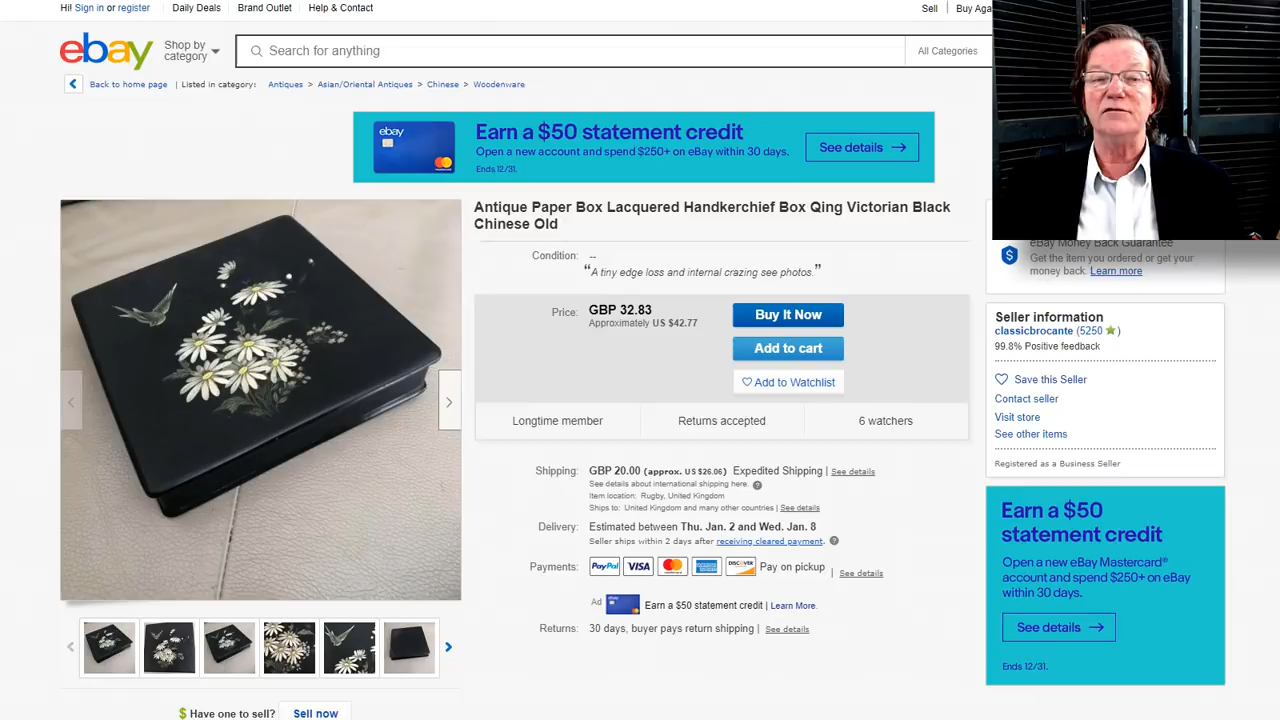 Hi! Sign in or register
Daily Deals
Brand Outlet
Help & Contact
Sell
Buy Aga
ebay
Shop by
category
Search for anything
All Categories
Back to home page
Listed in category:
Antiques > Asian/Oriental Antiques > Chinese > Woodenware
ebay
Earn a $50 statement credit
Open a new account and spend $250+ on eBay within 30 days.
Ends 12/31.
See details
Antique Paper Box Lacquered Handkerchief Box Qing Victorian Black
Chinese Old
Condition: --
“A tiny edge loss and internal crazing see photos.”
Price: GBP 32.83
Approximately US $42.77
Buy It Now
Add to cart
Add to Watchlist
Longtime member
Returns accepted
6 watchers
Shipping: GBP 20.00 (approx. US $26.06) Expedited Shipping | See details
See details about international shipping here.
Item location: Rugby, United Kingdom
Ships to: United Kingdom and many other countries | See details
Delivery: Estimated between Thu. Jan. 2 and Wed. Jan. 8
Seller ships within 2 days after receiving cleared payment.
Payments: PayPal VISA DISCOVER Pay on pickup | See details
Ad Earn a $50 statement credit | Learn More.
Returns: 30 days, buyer pays return shipping | See details
Have one to sell? Sell now
eBay Money Back Guarantee
Get the item you ordered or get your
money back. Learn more
Seller information
classicbrocante (5250 )
99.8% Positive feedback
Save this Seller
Contact seller
Visit store
See other items
Registered as a Business Seller
Earn a $50
statement credit
Open a new eBay Mastercard®
account and spend $250+ on eBay
within 30 days.
See details
Ends 12/31.